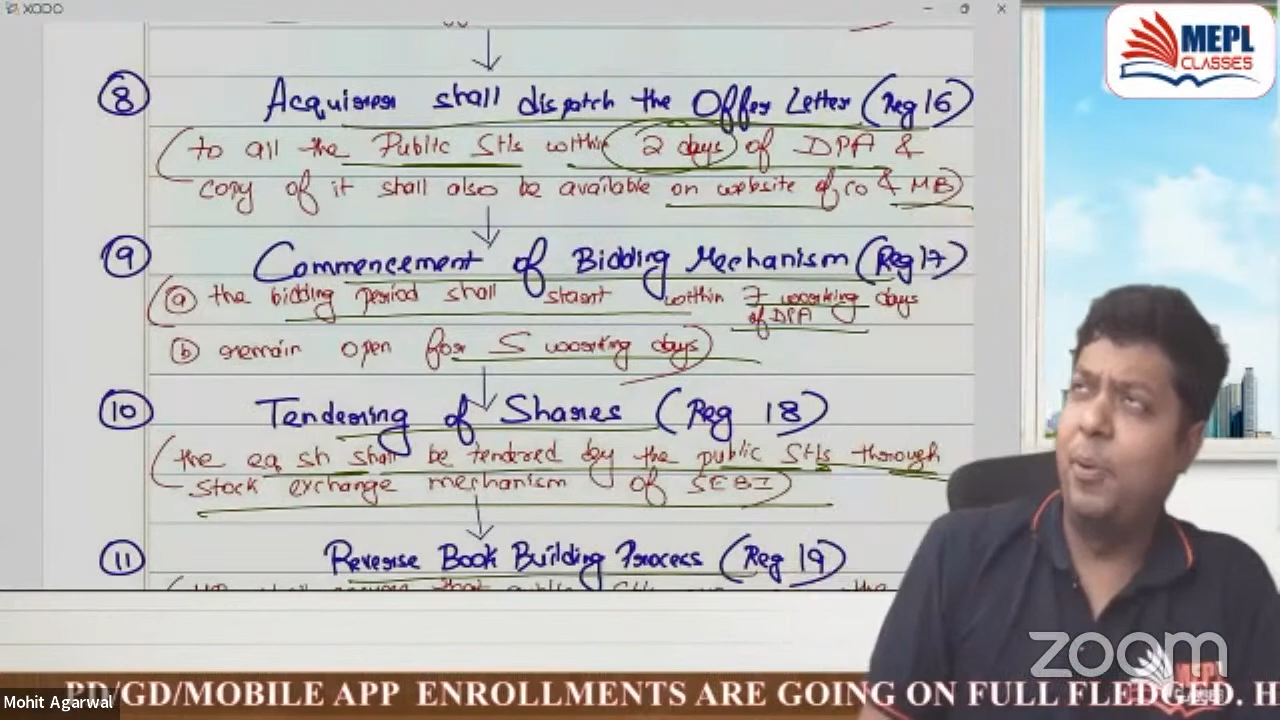 XODO
MEPL
CLASSES
8 Acquirer shall dispatch the Offer Letter (Reg 16)
(to all the Public SHs within 2 days of DPA &
copy of it shall also be available on website of co & MB)
9 Commencement of Bidding Mechanism (Reg 17)
(a the bidding period shall start within 7 working days
of DPA
b remain open for 5 working days)
10 Tendering of Shares (Reg 18)
(the eq sh shall be tendered by the public SHs through
stock exchange mechanism of SEBI)
11 Reverse Book Building Process (Reg 19)
zoom
MEPL
CLASSES
PD/GD/MOBILE APP ENROLLMENTS ARE GOING ON FULL FLEDGED. H
Mohit Agarwal